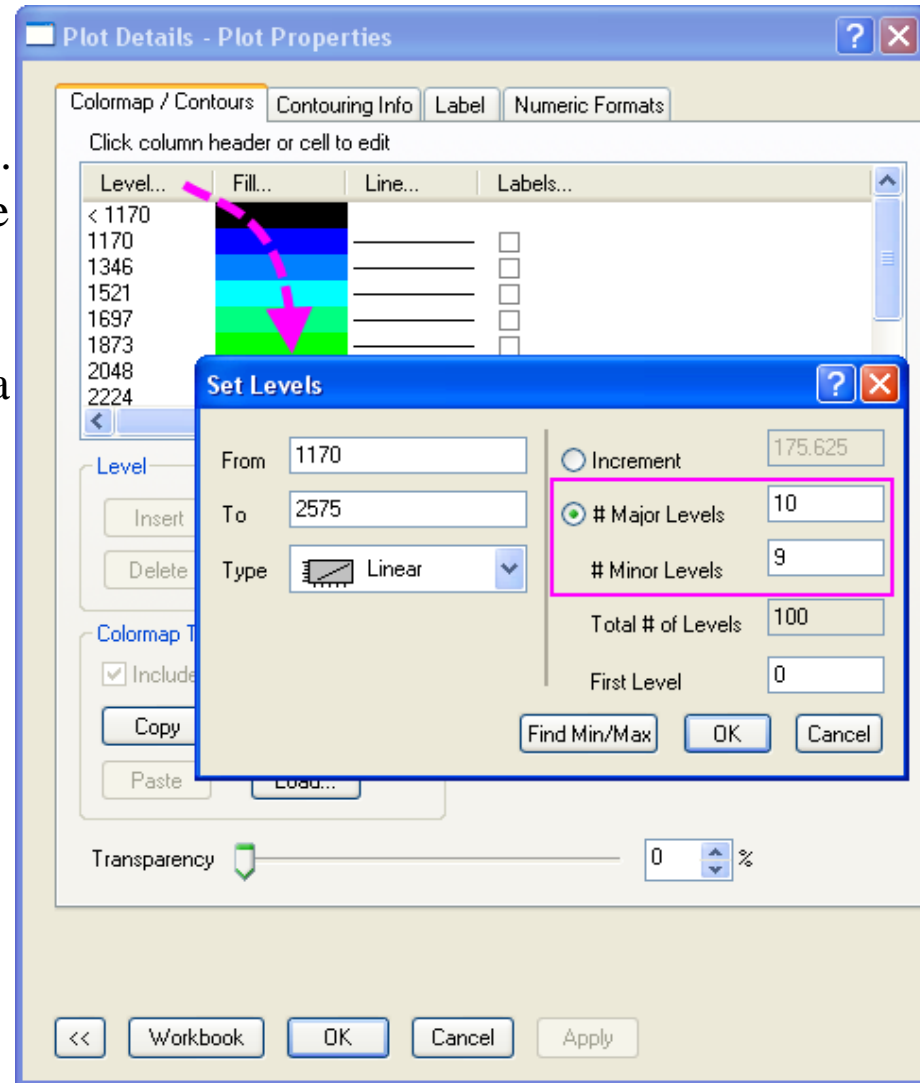 Plot Details - Plot Properties
Colormap / Contours Contouring Info Label Numeric Formats
Click column header or cell to edit
.
Level... Fill... Line... Labels...
e
< 1170
1170
1346
1521
1697
1873
2048
2224
a
Set Levels
From 1170
To 2575
Type Linear
Increment 175.625
# Major Levels 10
# Minor Levels 9
Total # of Levels 100
First Level 0
Find Min/Max OK Cancel
Level
Insert
Delete
Colormap T
Include
Copy
Paste Load...
Transparency 0 %
<< Workbook OK Cancel Apply